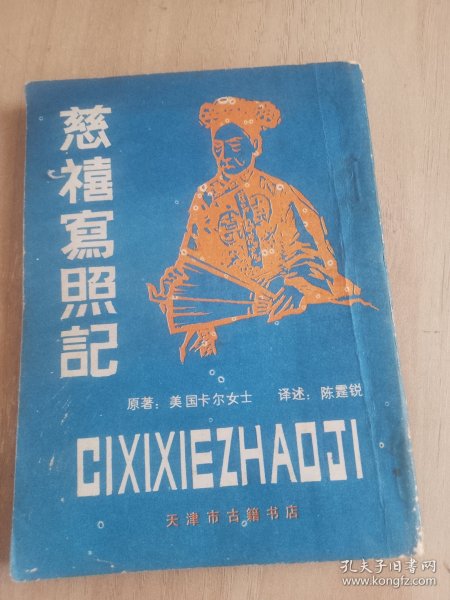 慈禧寫照記
原著：美国卡尔女士 译述：陈霆锐
CIXIXIEZHAOJI
天津市古籍书店
孔夫子旧书网
www.kongfz.com